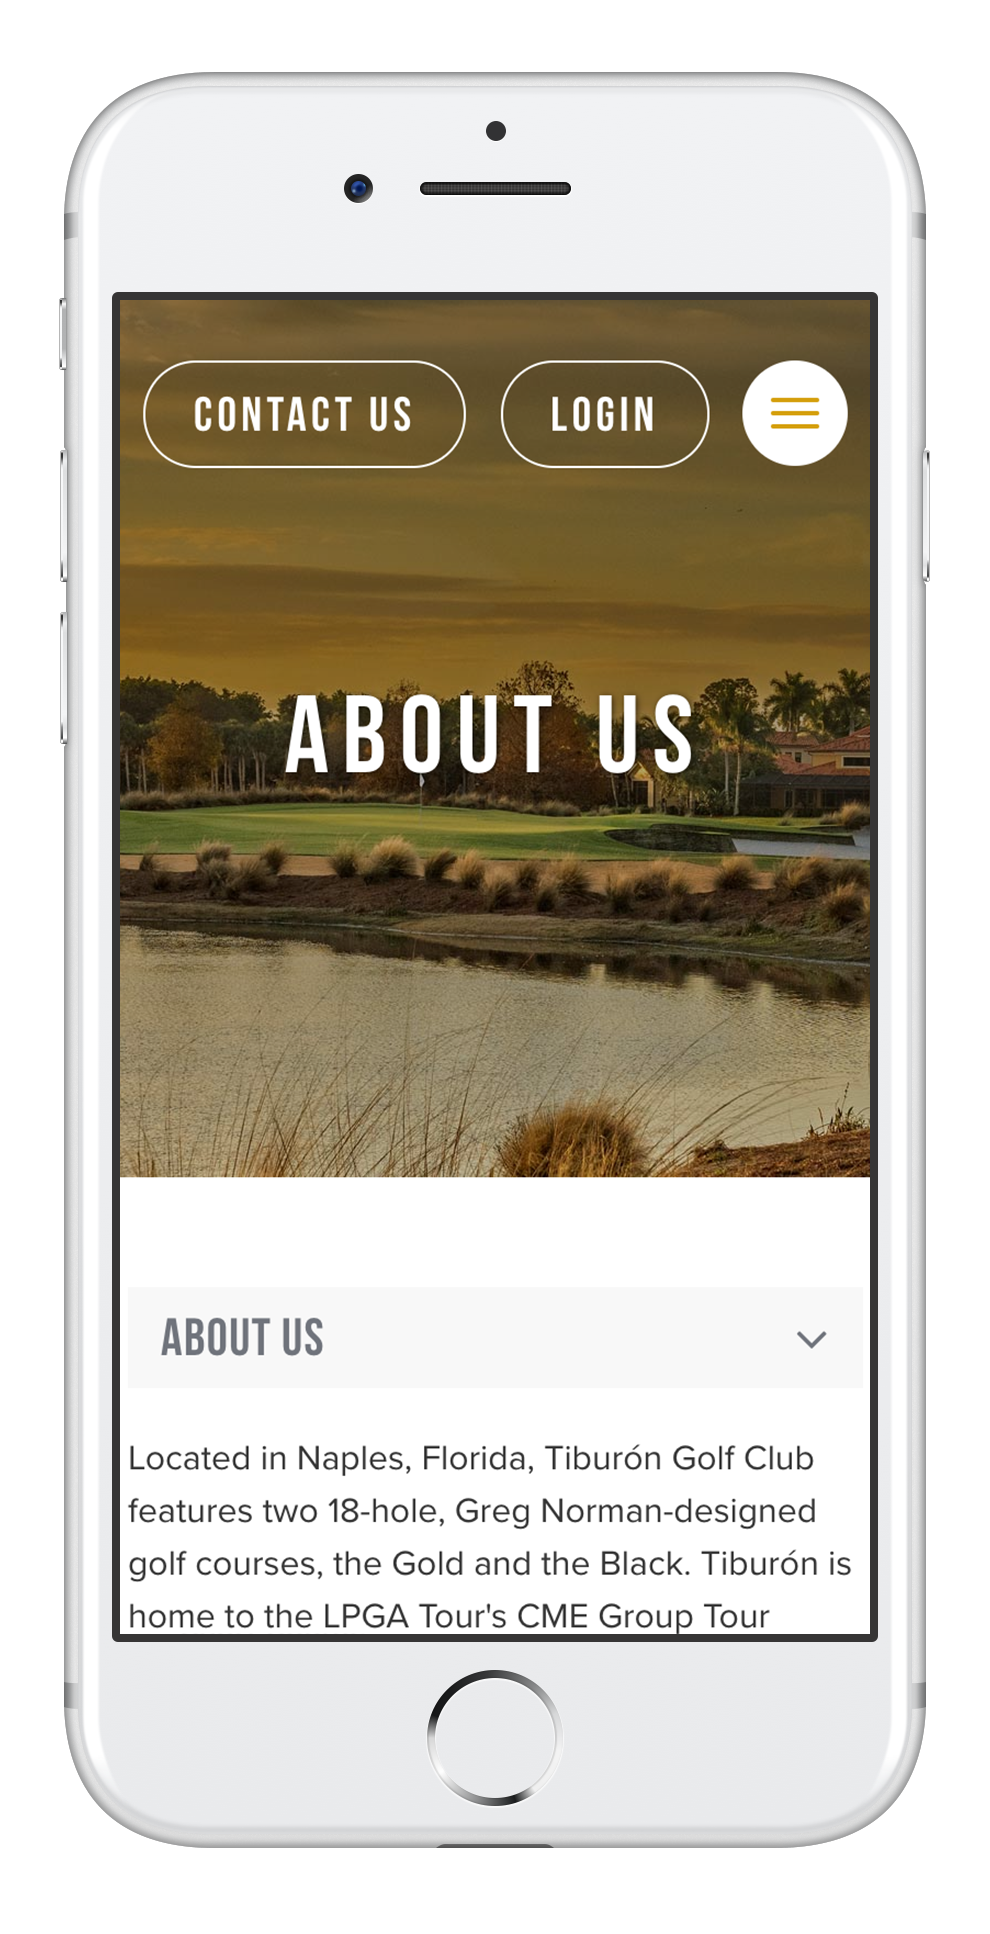 CONTACT US
LOGIN
ABOUT US
ABOUT US
Located in Naples, Florida, Tiburón Golf Club
features two 18-hole, Greg Norman-designed
golf courses, the Gold and the Black. Tiburón is
home to the LPGA Tour's CME Group Tour